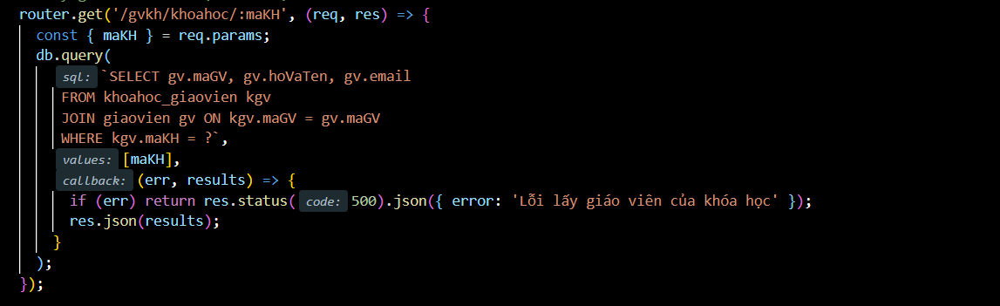 router.get('/gvkh/khoahoc/:maKH', (req, res) => {
const { maKH } = req.params;
db.query(
sql: `SELECT gv.maGV, gv.hoVaTen, gv.email
FROM khoahoc_giaovien kgv
JOIN giaovien gv ON kgv.maGV = gv.maGV
WHERE kgv.maKH = ?`,
values: [maKH],
callback: (err, results) => {
if (err) return res.status( code: 500).json({ error: 'Lỗi lấy giáo viên của khóa học' });
res.json(results);
}
);
});